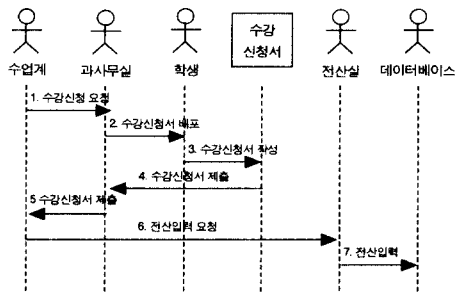 수강
신청서
수업계 과사무실 학생 전산실 데이터베이스
1. 수강신청 요청
2. 수강신청서 배포
3. 수강신청서 작성
4. 수강신청서 제출
5 수강신청서 제출
6. 전산입력 요청
7. 전산입력